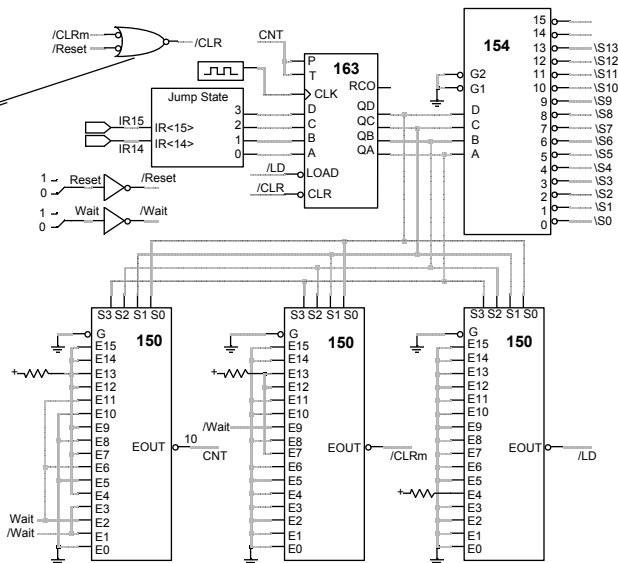 /CLRm
/Reset
/CLR
CNT
163
P
T
CLK
D
C
B
A
LOAD
CLR
RCO
QD
QC
QB
QA
Jump State
IR15
IR14
IR<15>
IR<14>
3
2
1
0
/LD
/CLR
1
0
Reset
/Reset
1
0
Wait
/Wait
154
G2
G1
D
C
B
A
15
14
13 \S13
12 \S12
11 \S11
10 \S10
9 \S9
8 \S8
7 \S7
6 \S6
5 \S5
4 \S4
3 \S3
2 \S2
1 \S1
0 \S0
S3 S2 S1 S0
150
G
E15
E14
+
E13
E12
E11
E10
E9
E8
E7
E6
E5
E4
E3
E2
E1
E0
EOUT
10
CNT
Wait
/Wait
S3 S2 S1 S0
150
G
E15
E14
+
E13
E12
E11
E10
/Wait
E9
E8
E7
E6
E5
E4
E3
E2
E1
E0
EOUT
/CLRm
S3 S2 S1 S0
150
G
E15
E14
E13
E12
E11
E10
E9
E8
E7
E6
E5
+
E4
E3
E2
E1
E0
EOUT
/LD